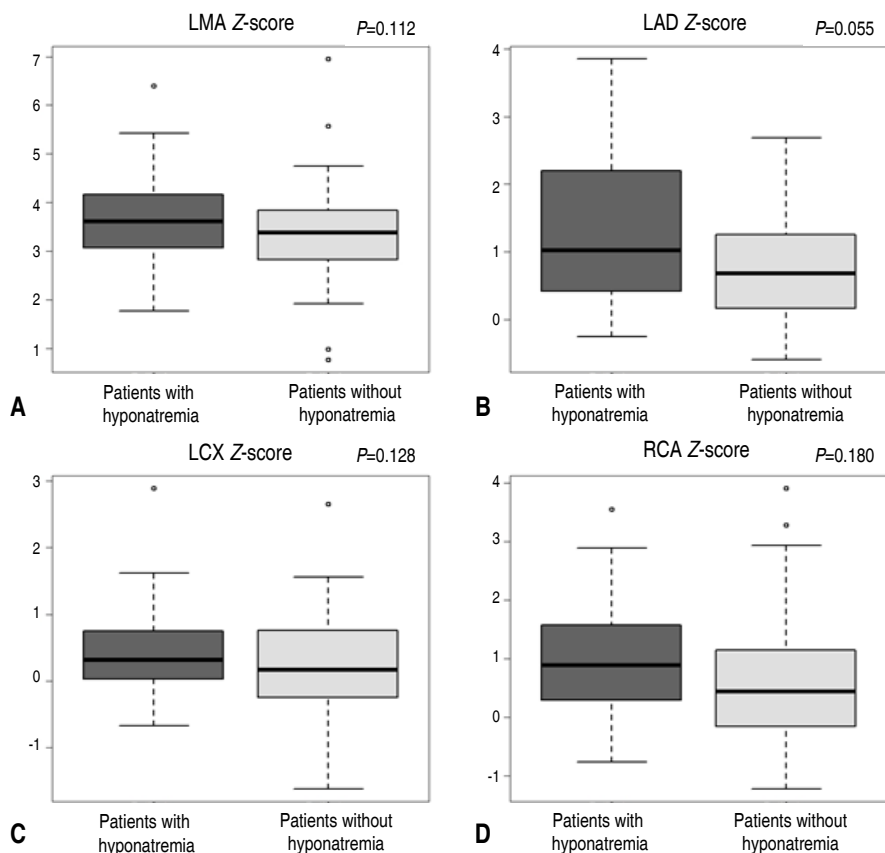 LMA Z-score
P=0.112
7
6
5
4
3
2
1
Patients with
hyponatremia
Patients without
hyponatremia
A
LAD Z-score
P=0.055
4
3
2
1
0
Patients with
hyponatremia
Patients without
hyponatremia
B
LCX Z-score
P=0.128
3
2
1
0
-1
Patients with
hyponatremia
Patients without
hyponatremia
C
RCA Z-score
P=0.180
4
3
2
1
0
-1
Patients with
hyponatremia
Patients without
hyponatremia
D